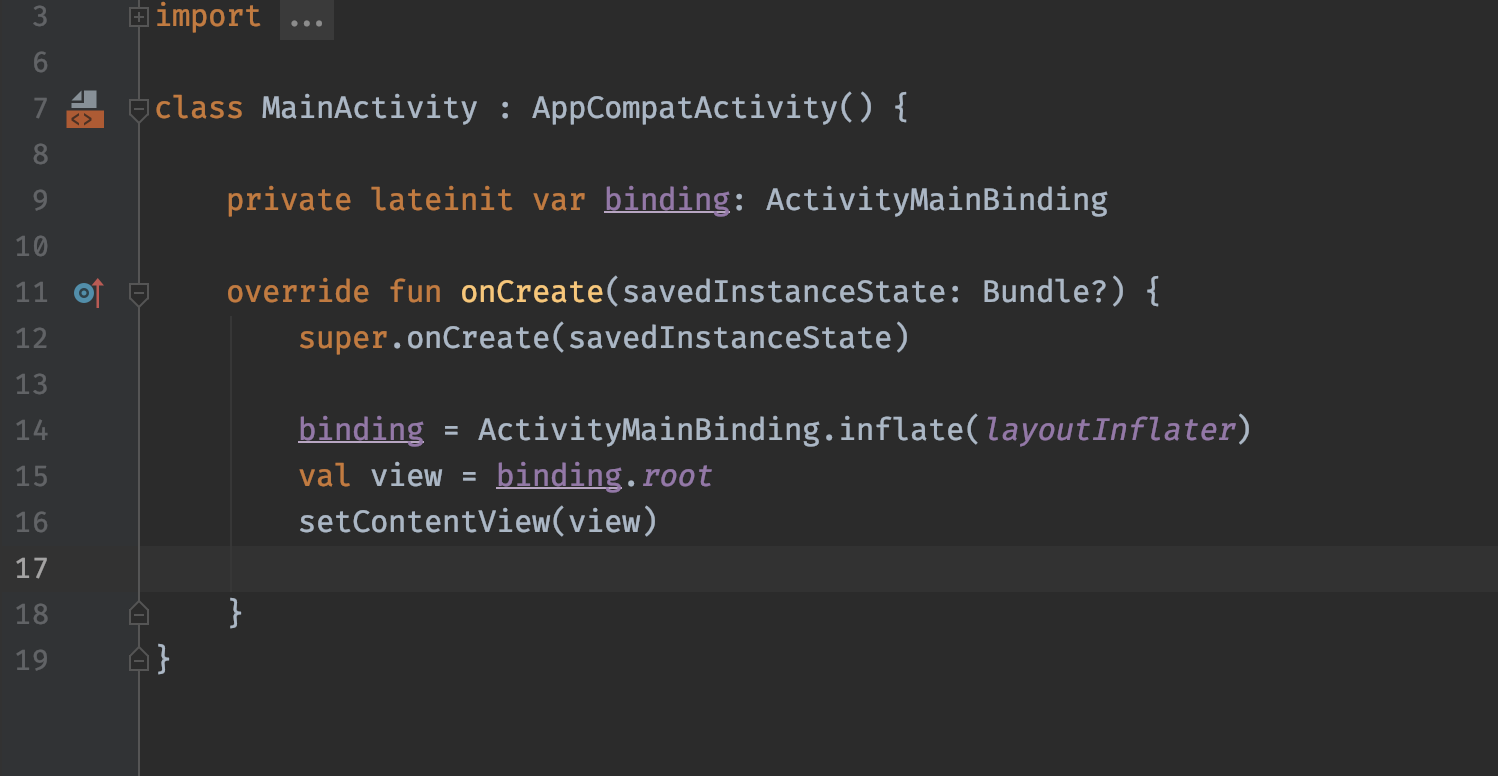 3 import ...
6
7 class MainActivity : AppCompatActivity() {
8
9     private lateinit var binding: ActivityMainBinding
10
11     override fun onCreate(savedInstanceState: Bundle?) {
12         super.onCreate(savedInstanceState)
13
14         binding = ActivityMainBinding.inflate(layoutInflater)
15         val view = binding.root
16         setContentView(view)
17
18     }
19 }